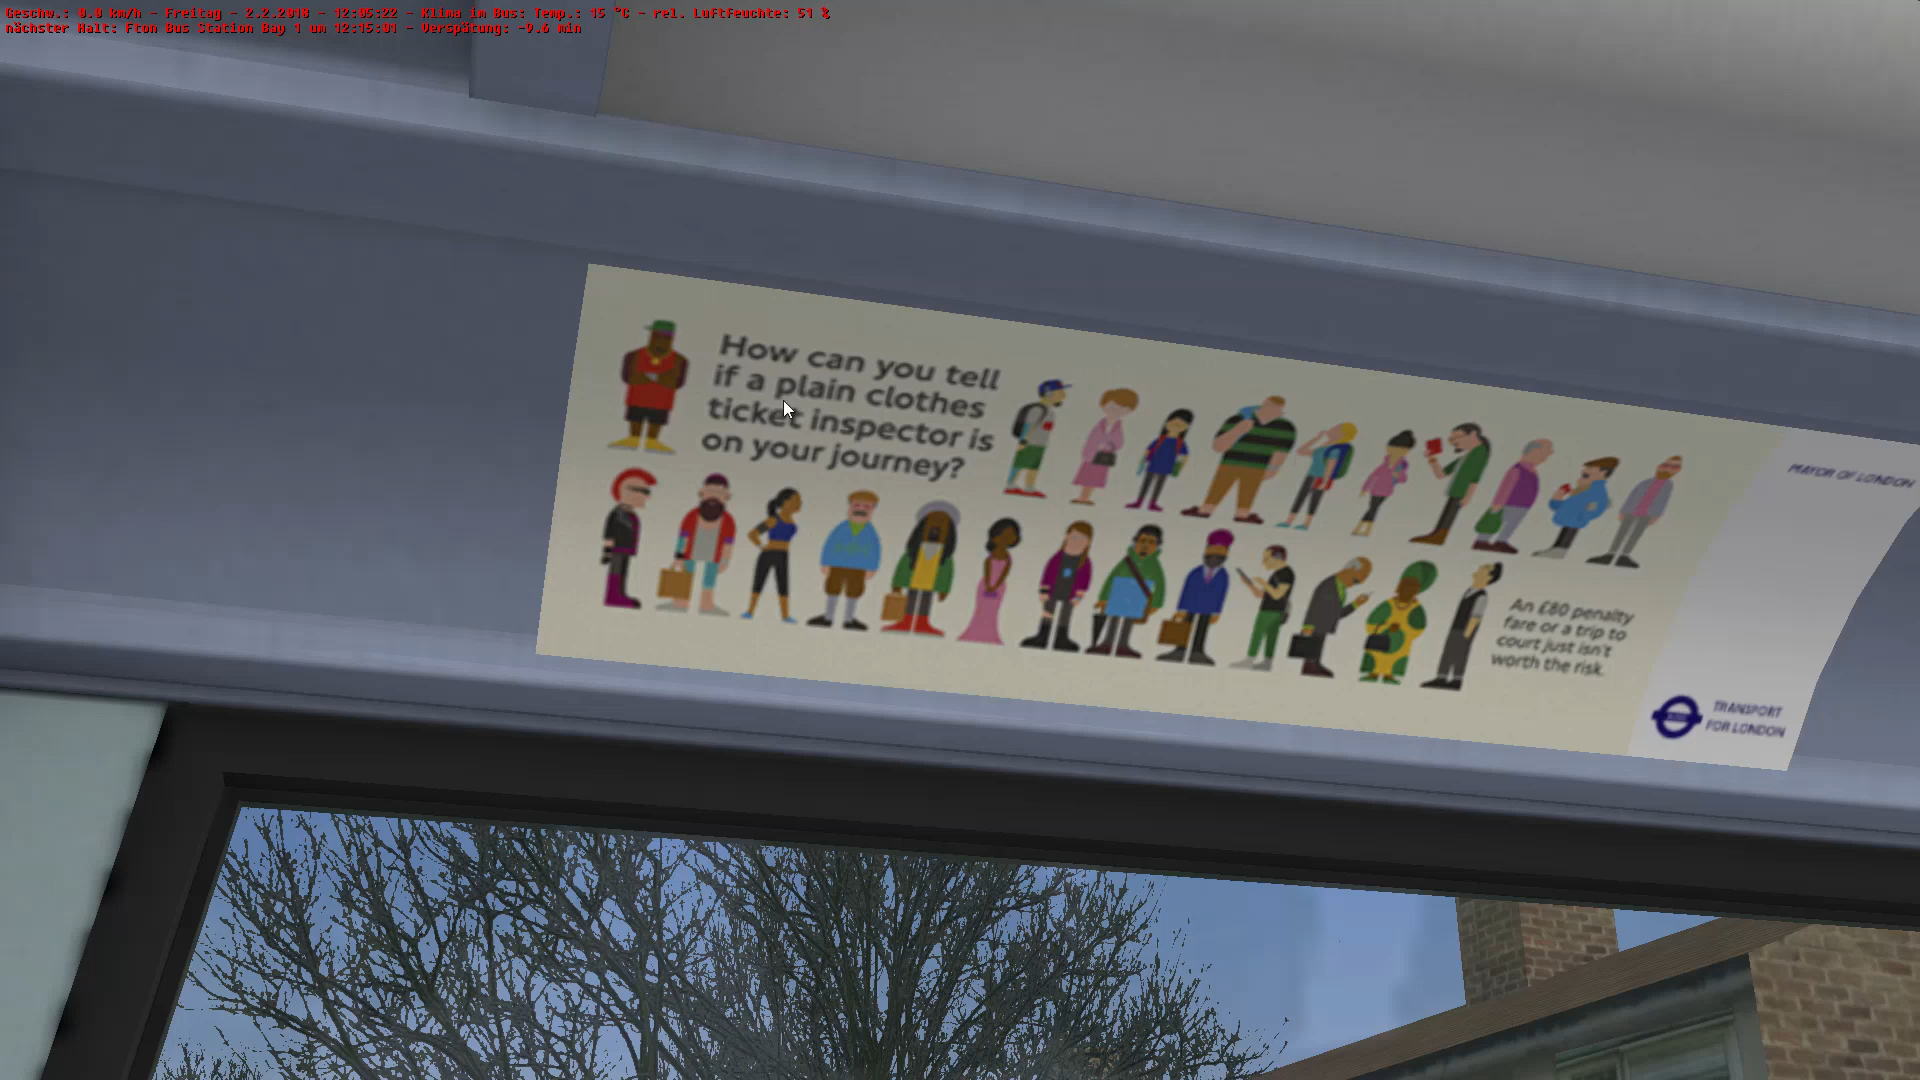 Geschw.: 0.0 km/h - Freitag - 2.2.2018 - 12:05:22 - Klima im Bus: Temp.: 15 °C - rel. Luftfeuchte: 51 %
nächster Halt: Fton Bus Station Bay 1 um 12:15:01 - Verspätung: -9.6 min
How can you tell
if a plain clothes
ticket inspector is
on your journey?
MAYOR OF LONDON
An £80 penalty
fare or a trip to
court just isn't
worth the risk.
TRANSPORT
FOR LONDON